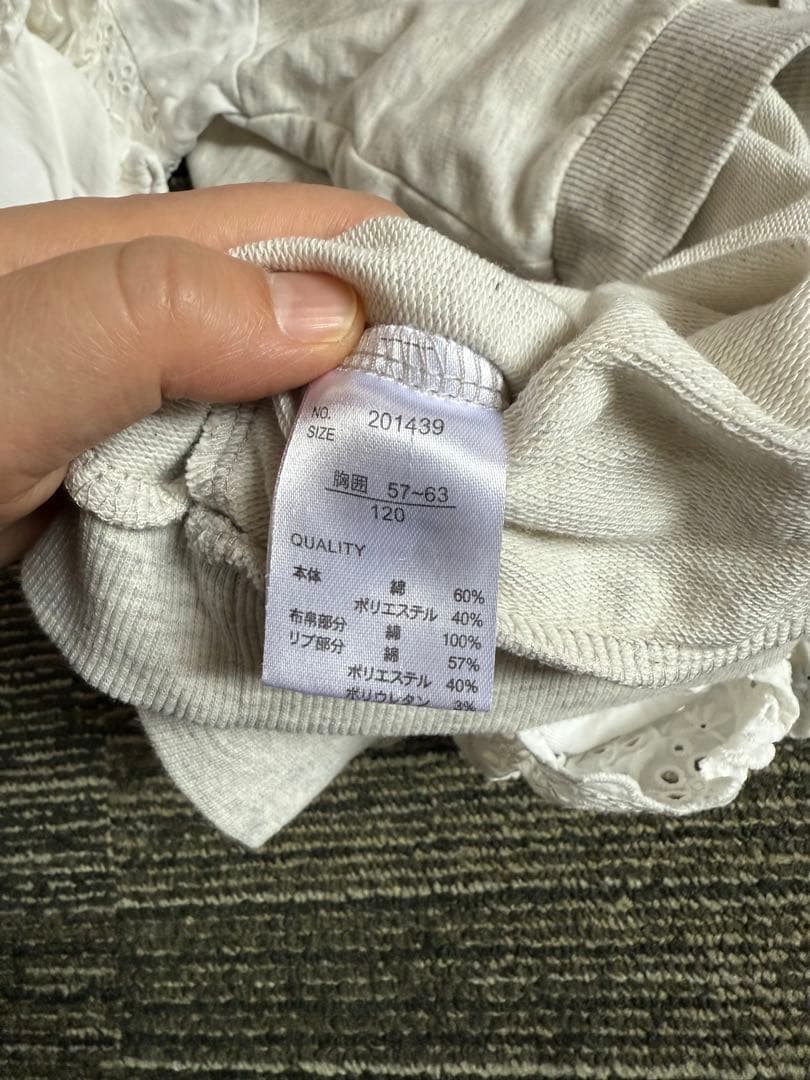 NO. 201439
SIZE
胸囲 57~63
120
QUALITY
本体 綿 60%
ポリエステル 40%
布帛部分 綿 100%
リブ部分 綿 57%
ポリエステル 40%
ポリウレタン 3%